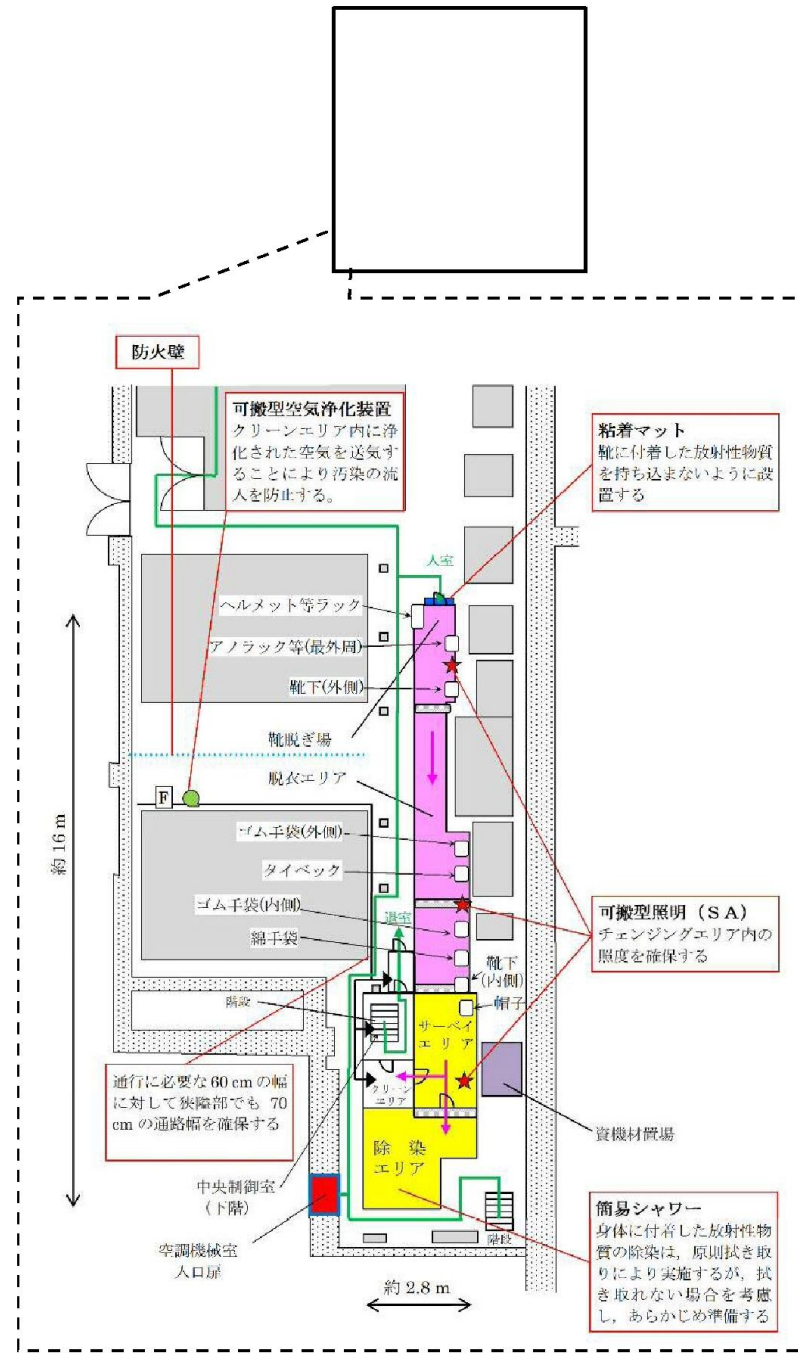 防火壁
可搬型空気浄化装置
クリーンエリア内に浄
化された空気を送気す
ることにより汚染の流
入を防止する。
粘着マット
靴に付着した放射性物質
を持ち込まないように設
置する
入室
ヘルメット等ラック
アノラック等(最外周)
靴下(外側)
靴脱ぎ場
脱衣エリア
F
ゴム手袋(外側)
タイベック
ゴム手袋(内側)
綿手袋
退室
約16 m
可搬型照明(SA)
チェンジングエリア内の
照度を確保する
靴下
(内側)
帽子
階段
サーベイ
エリア
クリーン
エリア
通行に必要な60 cmの幅
に対して狭隘部でも 70
cmの通路幅を確保する
資機材置場
除 染
エリア
中央制御室
(下階)
空調機械室
入口扉
階段
約 2.8 m
簡易シャワー
身体に付着した放射性物
質の除染は，原則拭き取
りにより実施するが，拭
き取れない場合を考慮
し，あらかじめ準備する